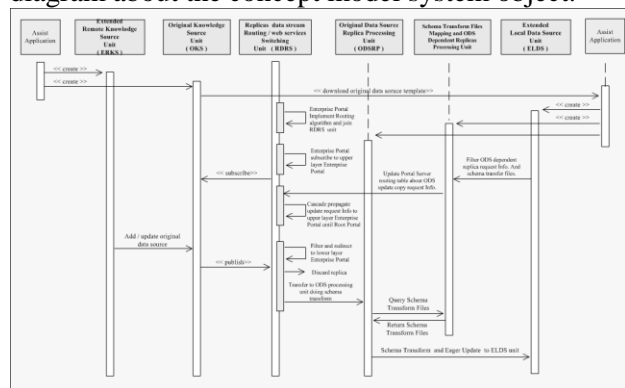 diagram about the concept model system object.
Assist
Application
Extended
Remote Knowledge
Source
Unit
( ERKS )
Original Knowledge
Source
Unit
( OKS )
Replicas data stream
Routing / web services
Switching
Unit ( RDRS )
Original Data Source
Replica Processing
Unit
( ODSRP )
Schema Transform Files
Mapping and ODS
Dependent Replicas
Processing Unit
Extended
Local Data Source
Unit
( ELDS )
Assist
Application
<< create >>
<< create >>
<< download original data soruce template>>
<< create >>
<< create >>
Enterprise Portal
Implement Routing
algorithm and join
RDRS unit
Enterprise Portal
subscribe to upper
layer Enterprise
Portal
<< subscribe>>
Update Portal Server
routing table about ODS
update copy request Info.
Filter ODS dependent
replica request Info. And
schema transfer files.
Cascade propagate
update request Info to
upper layer Enterprise
Portal until Root Portal
Add / update original
data source
<< publish>>
Filter and redirect
to lower layer
Enterprise Portal
Discard replica
Transfer to ODS processing
unit doing schema
transform
Query Schema
Transform Files
Return Schema
Transform Files
Schema Transform and Eager Update to ELDS unit